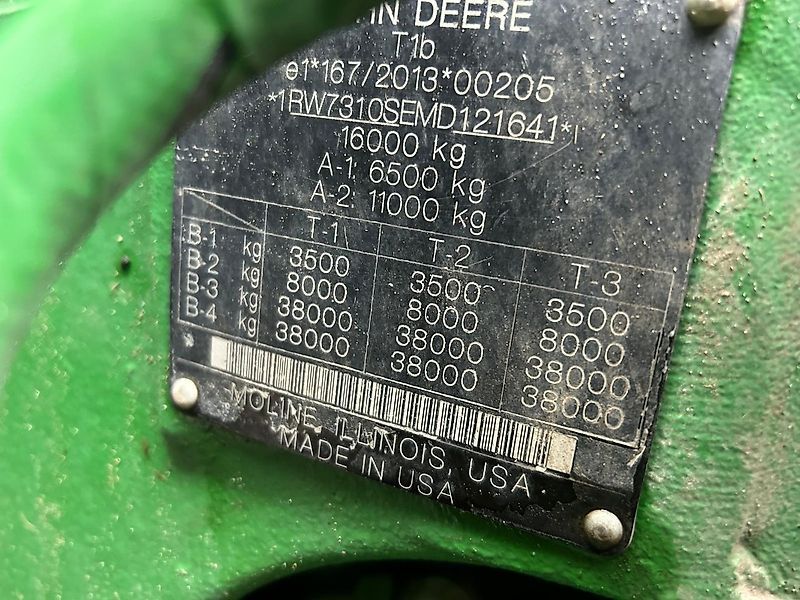 DEERE
T1b
e1*167/2013*00205
*1RW7310SEMD121641*
16000 kg
A-1: 6500 kg
A-2: 11000 kg
T-1 T-2 T-3
B-1 kg 3500 3500 3500
B-2 kg 8000 8000 8000
B-3 kg 38000 38000 38000
B-4 kg 38000 38000 38000
MOLINE, ILLINOIS, USA
MADE IN USA